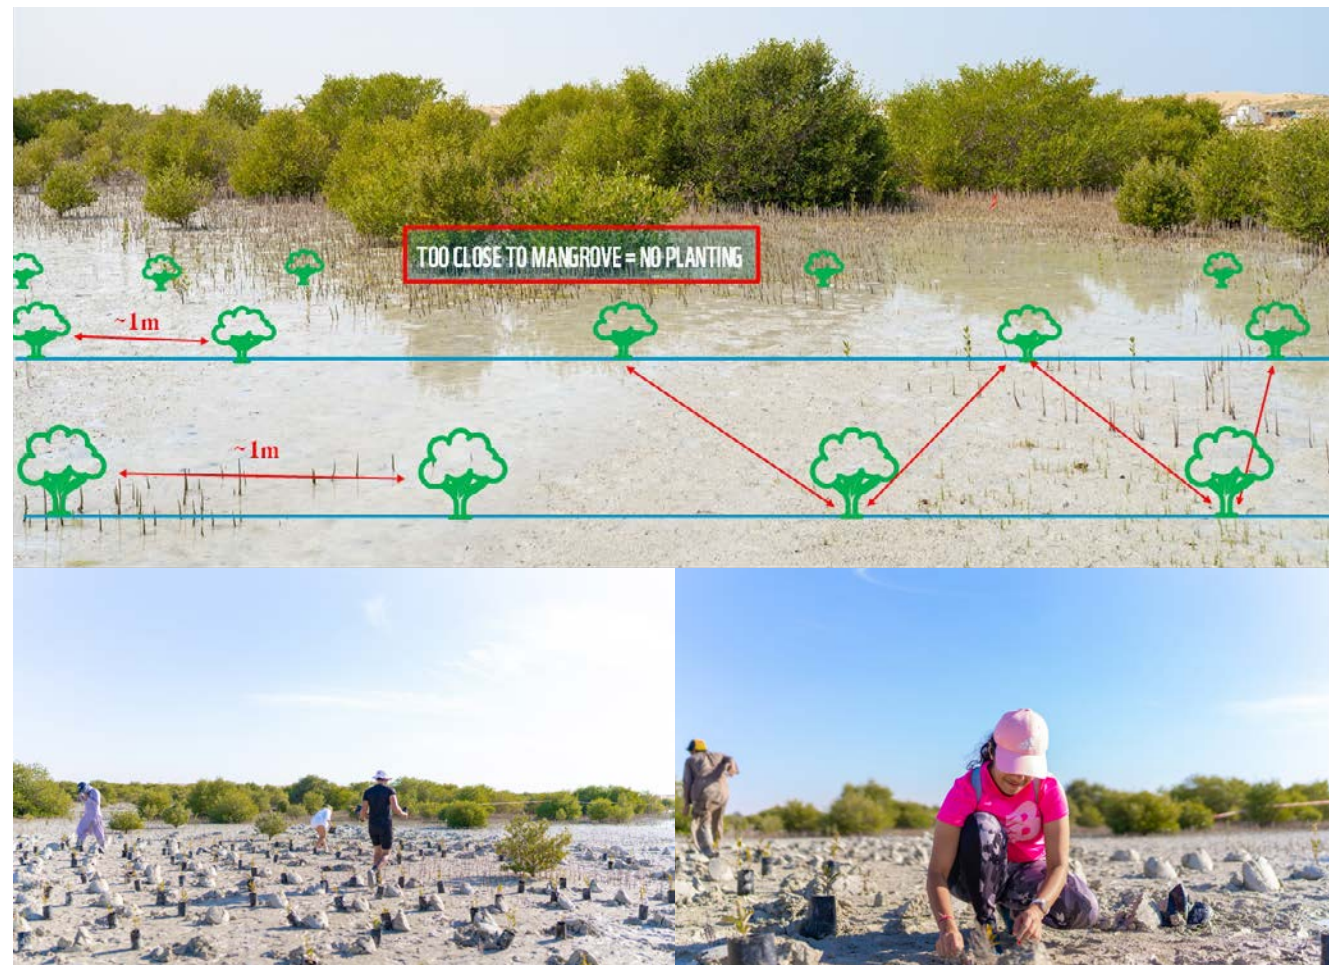 TOO CLOSE TO MANGROVE = NO PLANTING
~1m
~1m